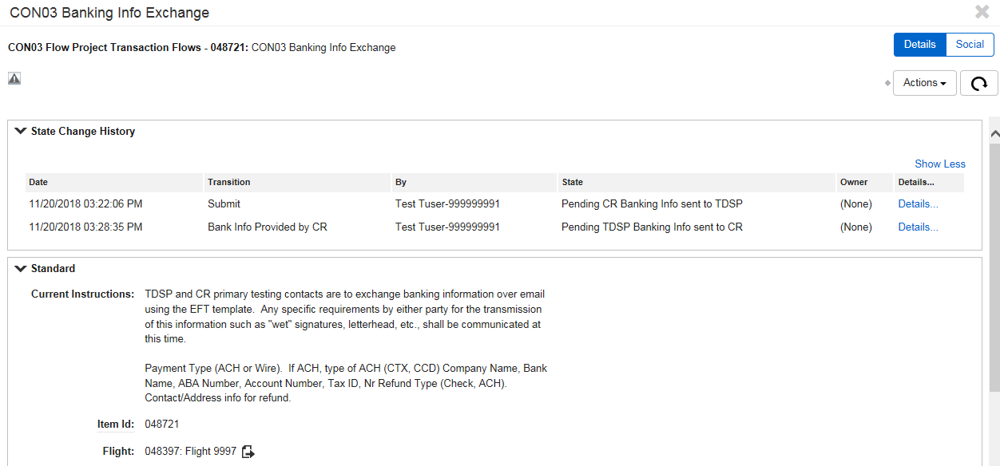 CON03 Banking Info Exchange
CON03 Flow Project Transaction Flows - 048721: CON03 Banking Info Exchange
Details Social
Actions
State Change History
Show Less
Date Transition By State Owner Details...
11/20/2018 03:22:06 PM Submit Test Tuser-999999991 Pending CR Banking Info sent to TDSP (None) Details...
11/20/2018 03:28:35 PM Bank Info Provided by CR Test Tuser-999999991 Pending TDSP Banking Info sent to CR (None) Details...
Standard
Current Instructions: TDSP and CR primary testing contacts are to exchange banking information over email
using the EFT template. Any specific requirements by either party for the transmission
of this information such as "wet" signatures, letterhead, etc., shall be communicated at
this time.
Payment Type (ACH or Wire). If ACH, type of ACH (CTX, CCD) Company Name, Bank
Name, ABA Number, Account Number, Tax ID, Nr Refund Type (Check, ACH).
Contact/Address info for refund.
Item Id: 048721
Flight: 048397: Flight 9997